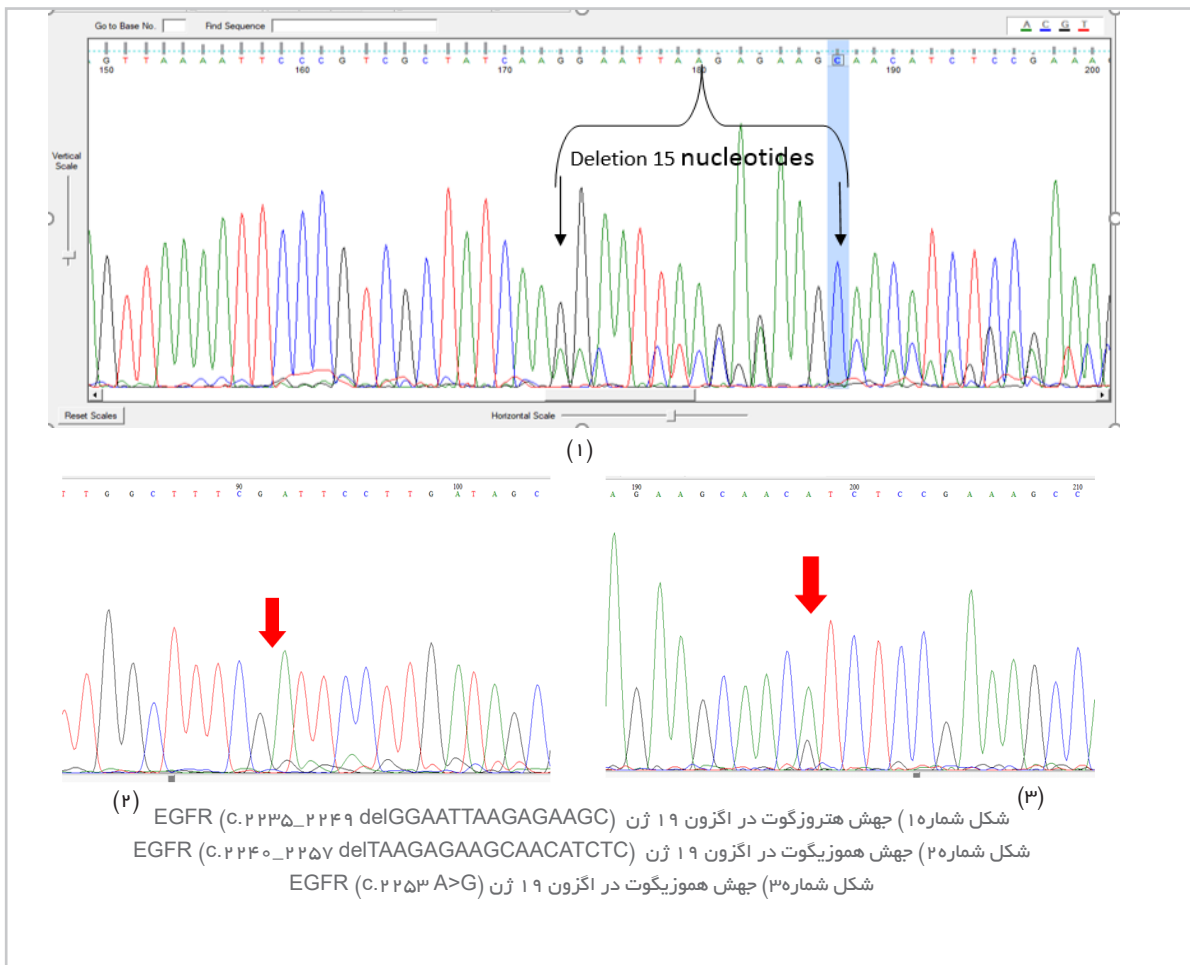 Go to Base No. Find Sequence A C G T
G T T A A A A T T C C C G T C G C T A T C A A G G A A T T A A G A G A A G C A A C A T C T C C G A A A
150 160 170 180 190 200
Vertical Scale
Deletion 15 nucleotides
Reset Scales Horizontal Scale
(۱)
90 100
T T G G C T T T C G A T T C C T T G A T A G C
190 200 210
A G A A G C A A C A T C T C C G A A A G C C
(۲)
(۳)
شکل شماره۱) جهش هتروزگوت در اگزون ۱۹ ژن EGFR (c.۲۲۳۵_۲۲۴۹ delGGAATTAAGAGAAGC)
شکل شماره۲) جهش هموزیگوت در اگزون ۱۹ ژن EGFR (c.۲۲۴۰_۲۲۵۷ delTAAGAGAAGCAACATCTC)
شکل شماره۳) جهش هموزیگوت در اگزون ۱۹ ژن EGFR (c.۲۲۵۳ A>G)